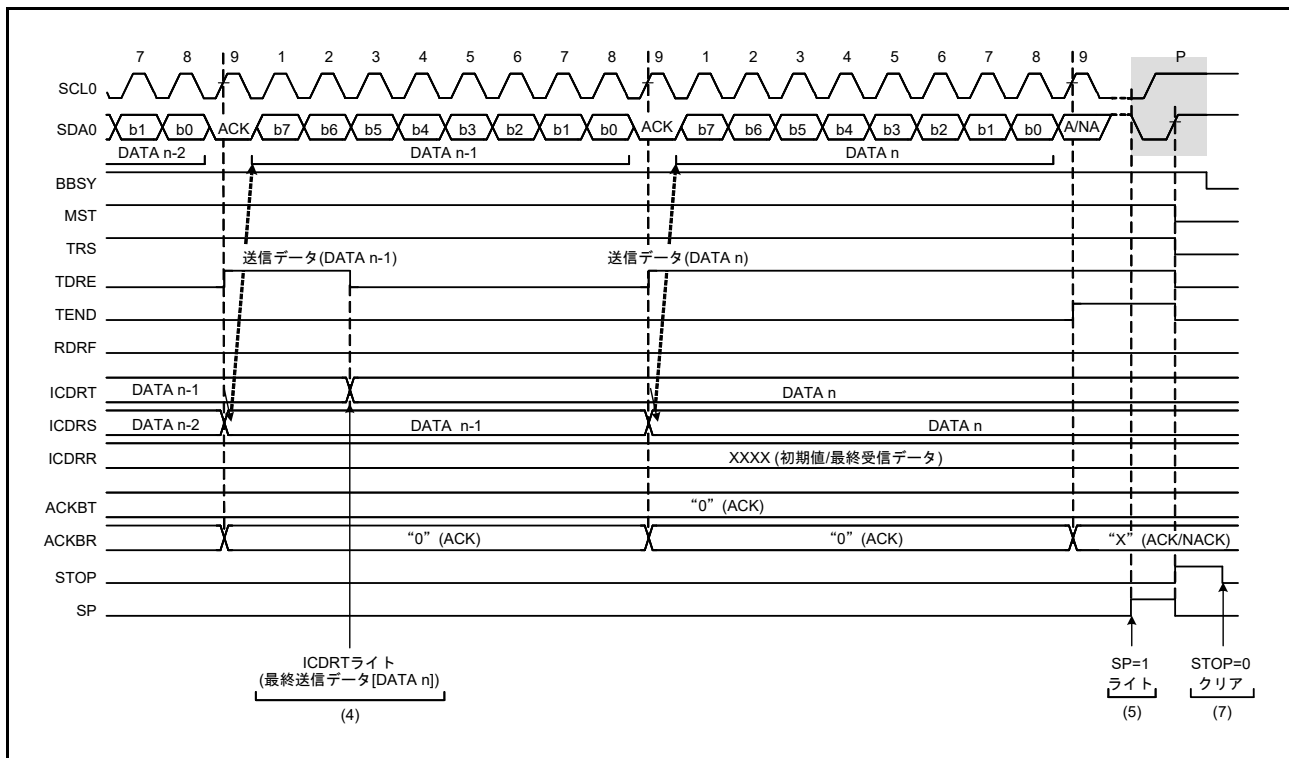 7 8 9 1 2 3 4 5 6 7 8 9 1 2 3 4 5 6 7 8 9 P
SCL0
SDA0 b1 b0 ACK b7 b6 b5 b4 b3 b2 b1 b0 ACK b7 b6 b5 b4 b3 b2 b1 b0 A/NA
DATA n-2 DATA n-1 DATA n
BBSY
MST
TRS
送信データ(DATA n-1) 送信データ(DATA n)
TDRE
TEND
RDRF
ICDRT DATA n-1 DATA n
ICDRS DATA n-2 DATA n-1 DATA n
ICDRR XXXX (初期値/最終受信データ)
ACKBT “0” (ACK)
ACKBR “0” (ACK) “0” (ACK) “X” (ACK/NACK)
STOP
SP
ICDRTライト SP=1 STOP=0
(最終送信データ[DATA n]) ライト クリア
(4) (5) (7)